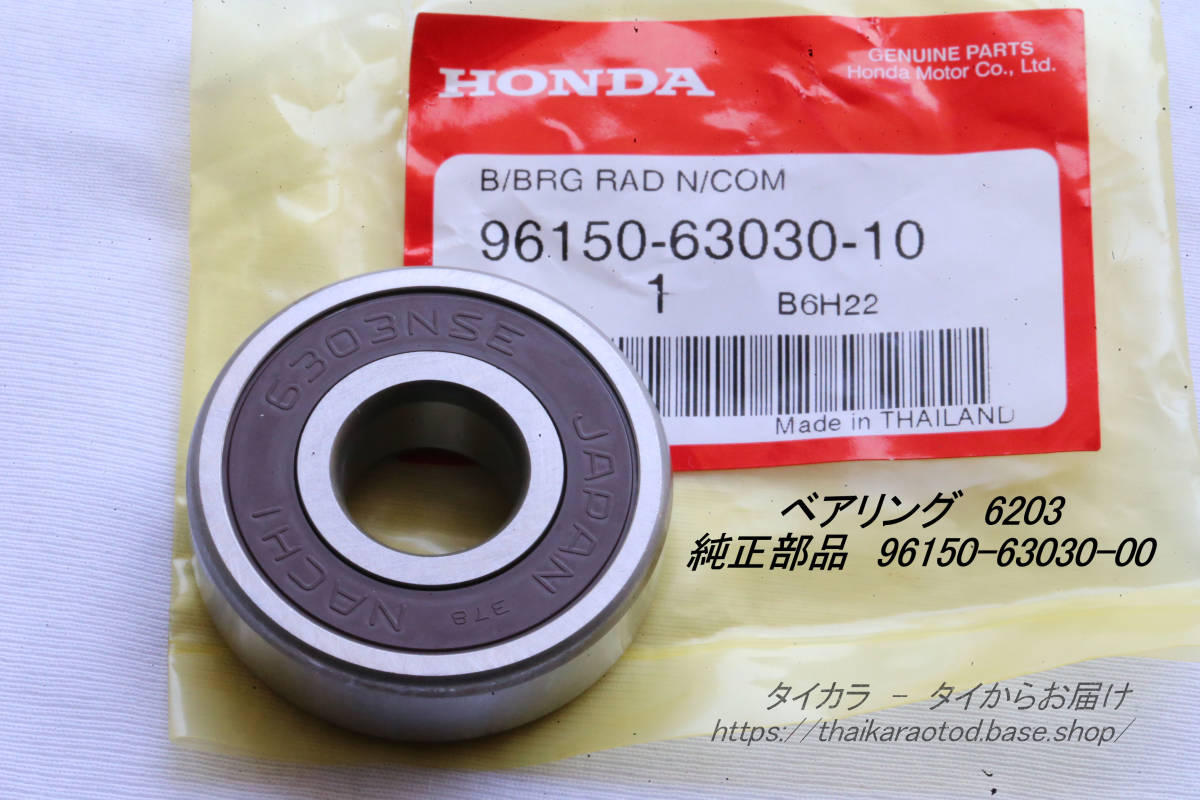 HONDA
GENUINE PARTS
Honda Motor Co., Ltd.
B/BRG RAD N/COM
96150-63030-10
1 B6H22
Made in THAILAND
6303NSE
JAPAN
NACHI
378
ベアリング 6203
純正部品 96150-63030-00
タイカラ - タイからお届け
https://thaikaraotod.base.shop/